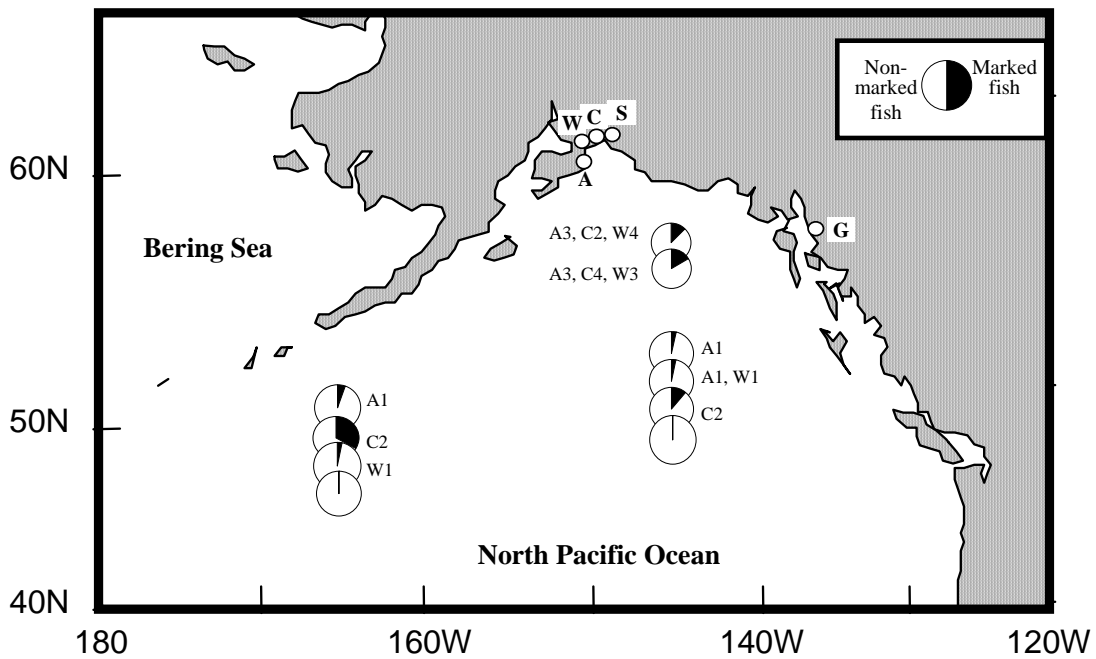 Non-
marked
fish
Marked
fish
W C S
60N
A
G
A3, C2, W4
Bering Sea
A3, C4, W3
A1
A1, W1
A1
C2
50N
C2
W1
North Pacific Ocean
40N
180 160W 140W 120W